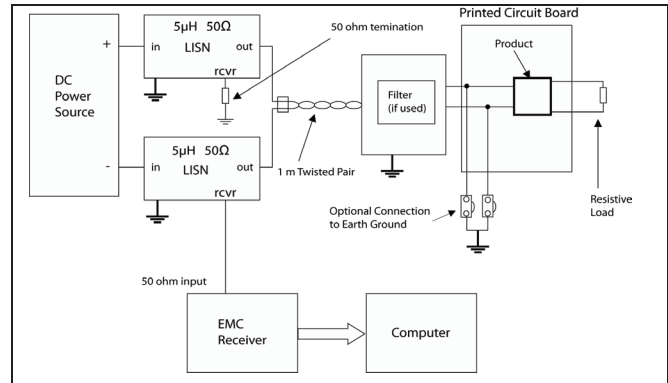 Printed Circuit Board
5µH 50Ω
in
LISN
out
rcvr
50 ohm temination
Product
+
DC
Power
Source
-
Filter
(if used)
5µH 50Ω
in
LISN
out
rcvr
1 m Twisted Pair
Optional Connection
to Earth Ground
Resistive
Load
50 ohm input
EMC
Receiver
Computer